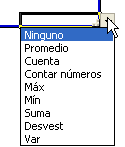 Ninguno
Promedio
Cuenta
Contar números
Máx
Mín
Suma
Desvest
Var